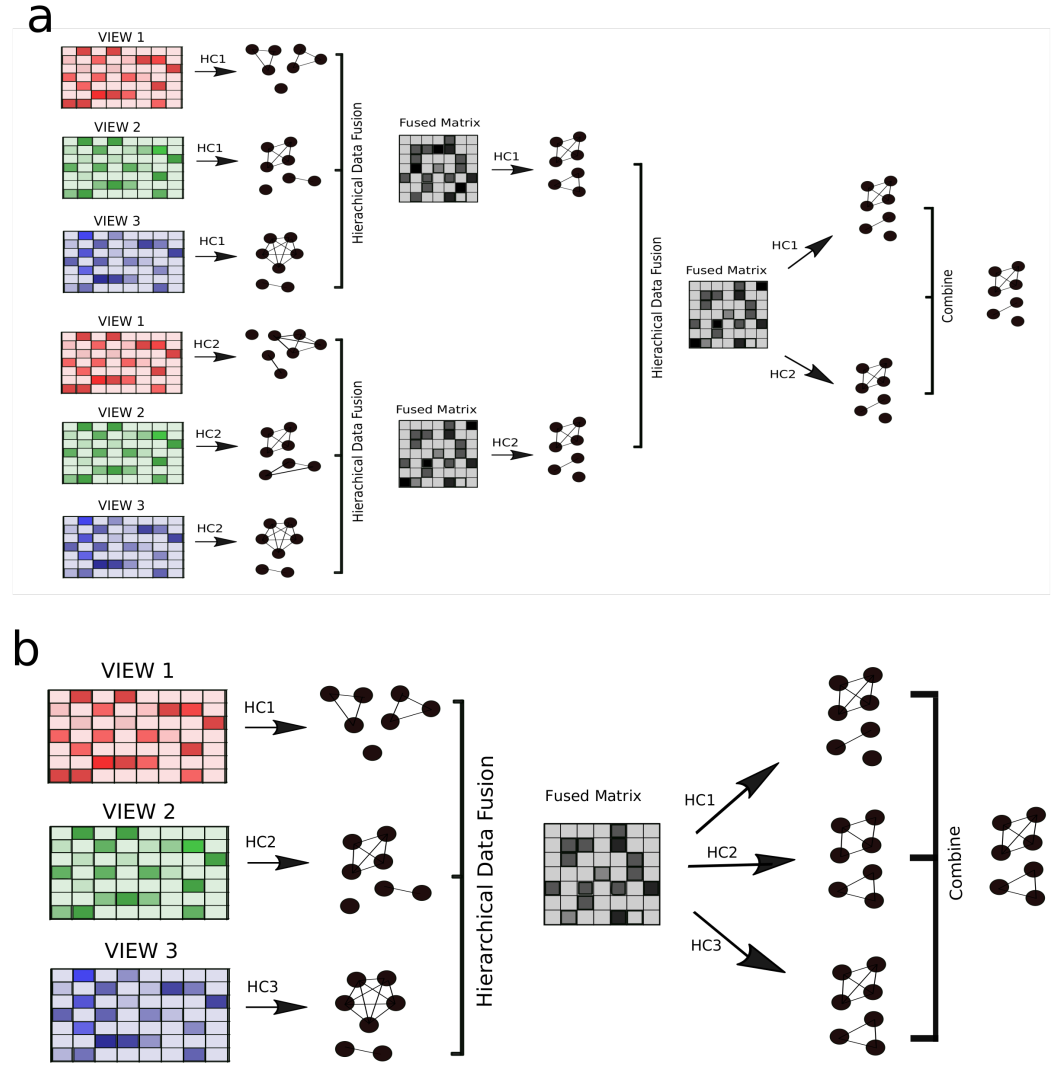 a
VIEW 1
HC1
VIEW 2
HC1
VIEW 3
HC1
Hierachical Data Fusion
Fused Matrix
HC1
VIEW 1
HC2
VIEW 2
HC2
VIEW 3
HC2
Hierachical Data Fusion
Fused Matrix
HC2
Hierachical Data Fusion
Fused Matrix
HC1
HC2
Combine
b
VIEW 1
HC1
VIEW 2
HC2
VIEW 3
HC3
Hierarchical Data Fusion
Fused Matrix
HC1
HC2
HC3
Combine